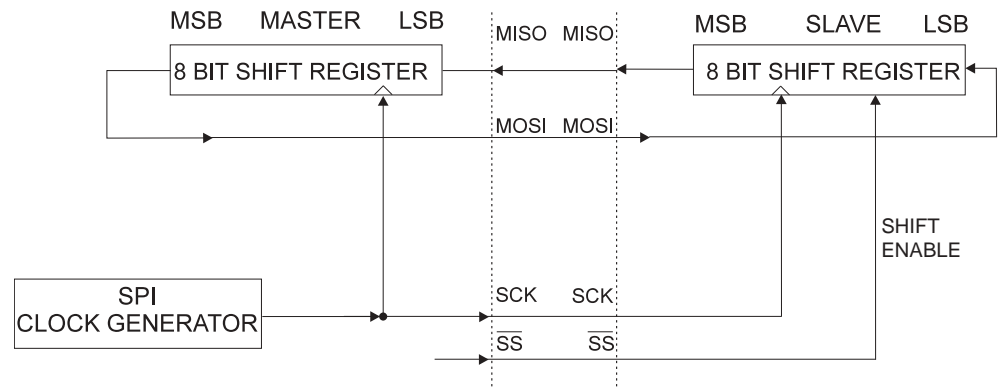 MSB MASTER LSB
MISO MISO
MSB SLAVE LSB
8 BIT SHIFT REGISTER
8 BIT SHIFT REGISTER
MOSI MOSI
SHIFT
ENABLE
SPI
CLOCK GENERATOR
SCK SCK
SS SS